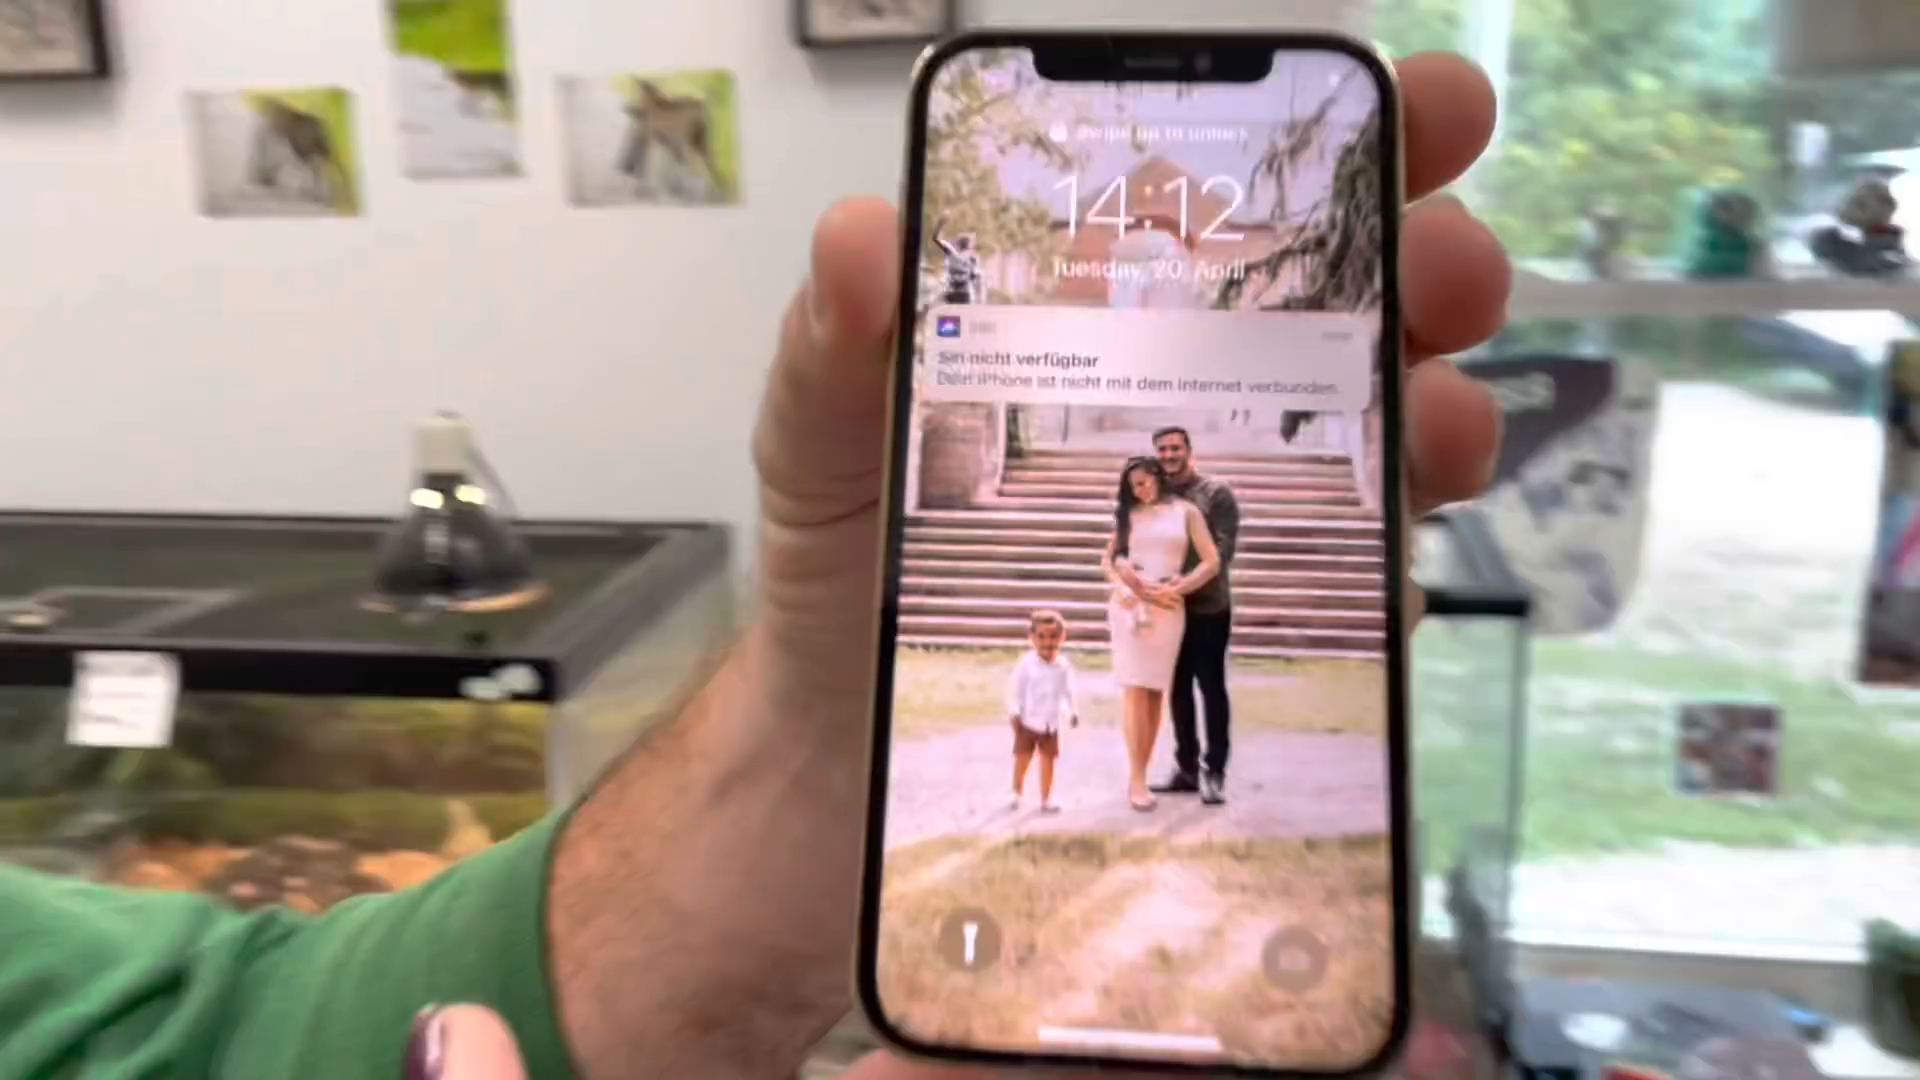 Swipe up to unlock
14:12
Tuesday, 20. April
Siri nicht verfügbar
Dein iPhone ist nicht mit dem Internet verbunden.